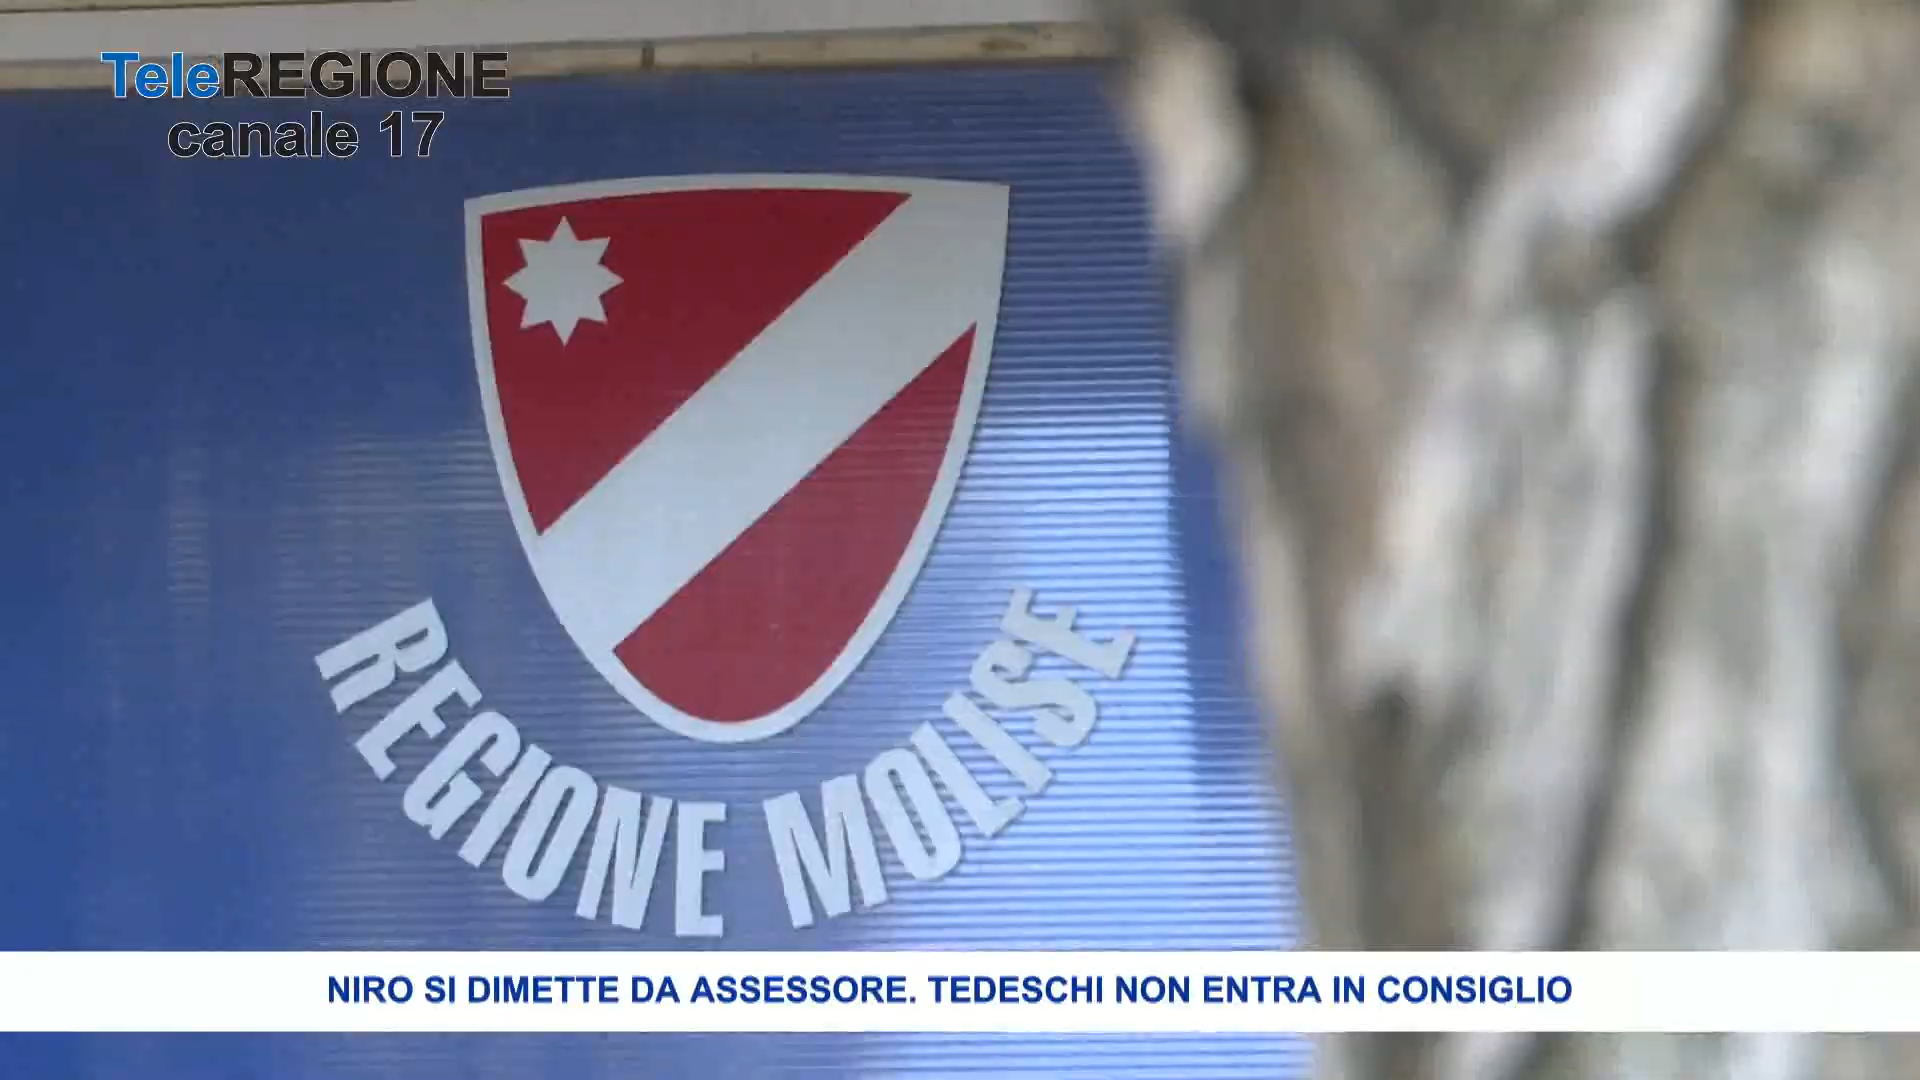 TeleREGIONE
canale 17
REGIONE MOLISE
NIRO SI DIMETTE DA ASSESSORE. TEDESCHI NON ENTRA IN CONSIGLIO